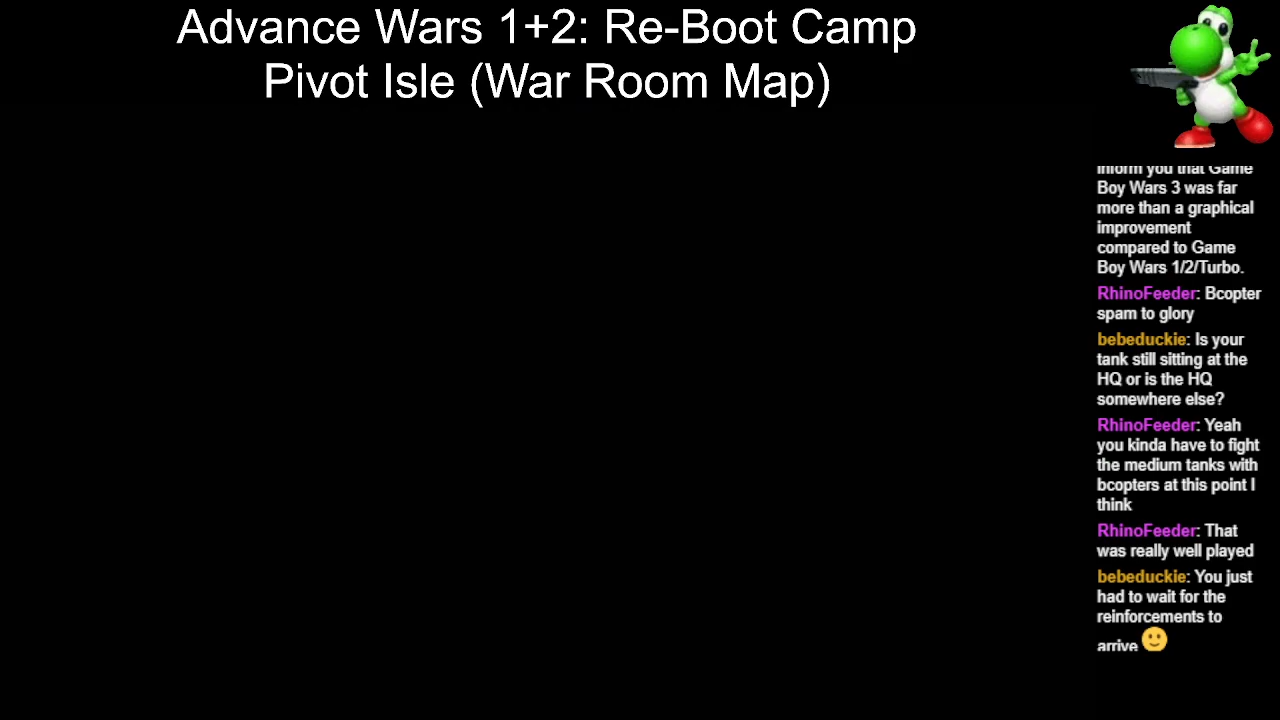 Advance Wars 1+2: Re-Boot Camp
Pivot Isle (War Room Map)
inform you that Game
Boy Wars 3 was far
more than a graphical
improvement
compared to Game
Boy Wars 1/2/Turbo.
RhinoFeeder: Bcopter
spam to glory
bebeduckie: Is your
tank still sitting at the
HQ or is the HQ
somewhere else?
RhinoFeeder: Yeah
you kinda have to fight
the medium tanks with
bcopters at this point I
think
RhinoFeeder: That
was really well played
bebeduckie: You just
had to wait for the
reinforcements to
arrive 🙂